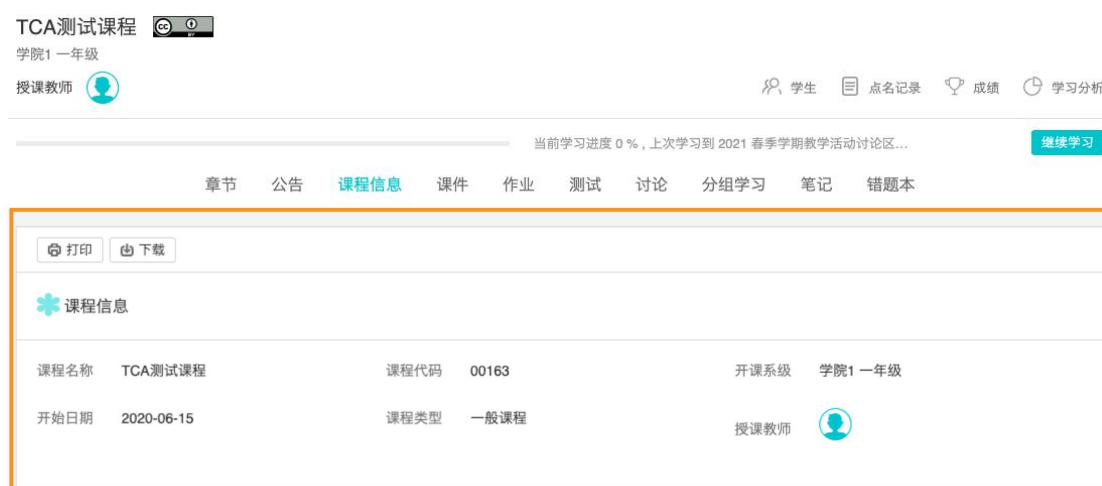 TCA测试课程 cc BY
学院1 一年级
授课教师
学生 点名记录 成绩 学习分析
当前学习进度 0 % , 上次学习到 2021 春季学期教学活动讨论区... 继续学习
章节 公告 课程信息 课件 作业 测试 讨论 分组学习 笔记 错题本
打印 下载
课程信息
课程名称 TCA测试课程 课程代码 00163 开课系级 学院1 一年级
开始日期 2020-06-15 课程类型 一般课程 授课教师